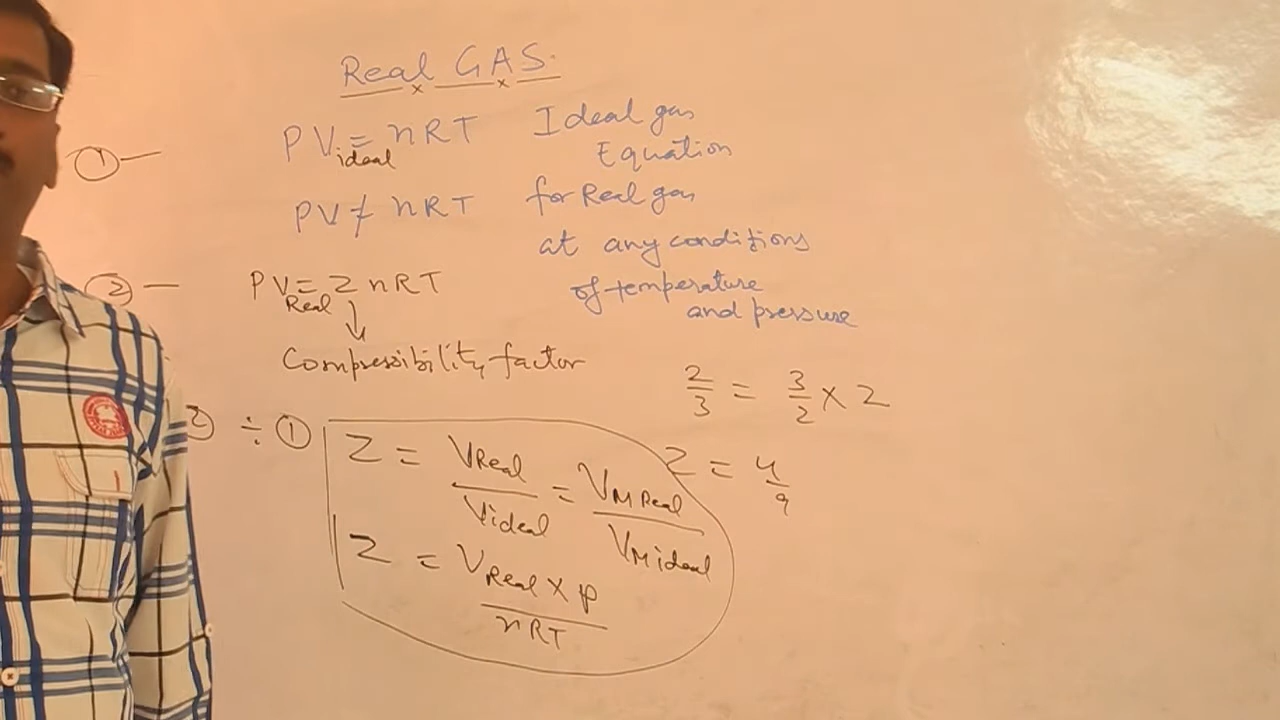 Real GAS.
① — PV ideal = nRT Ideal gas
Equation
PV ≠ nRT for Real gas
at any conditions
of temperature
and pressure
② — PV Real = Z nRT
Compressibility factor
2/3 = 3/2 × Z
② ÷ ① Z = V Real / V ideal = V M Real / V M ideal
Z = 4/9
Z = V Real × P / nRT